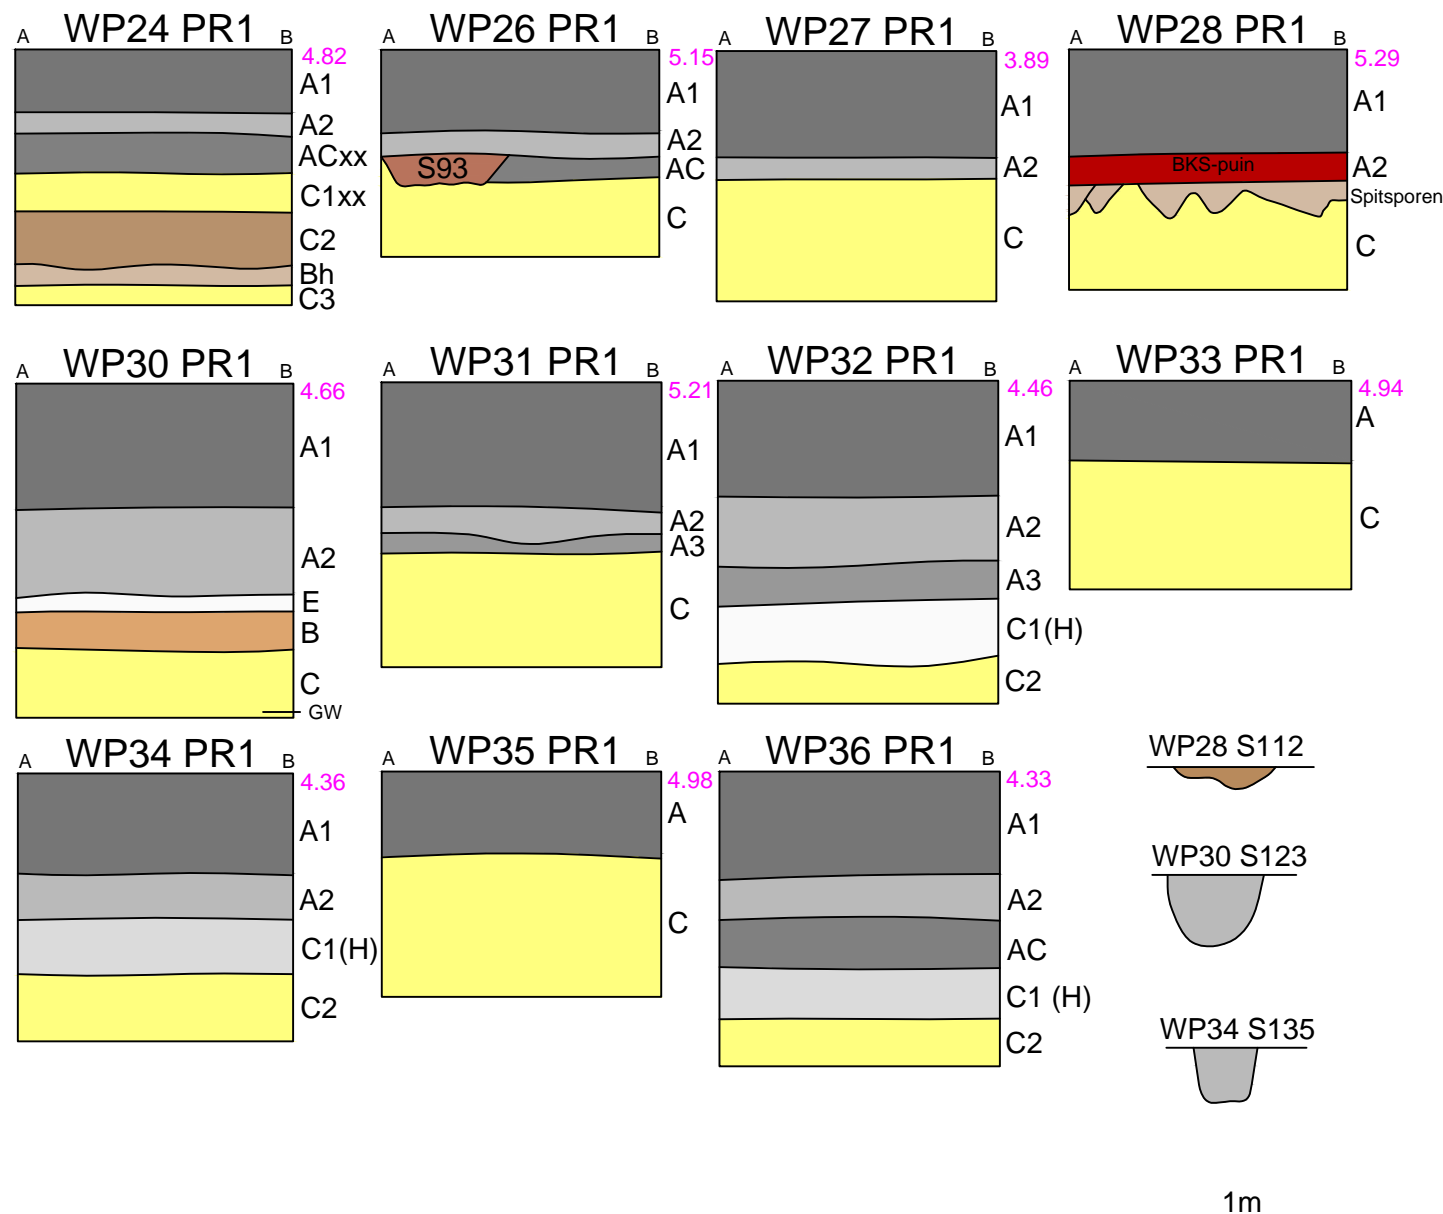 A WP24 PR1 B
4.82
A1
A2
ACxx
C1xx
C2
Bh
C3
A WP26 PR1 B
5.15
A1
A2
S93
AC
C
A WP27 PR1 B
3.89
A1
A2
C
A WP28 PR1 B
5.29
A1
BKS-puin
A2
Spitsporen
C
A WP30 PR1 B
4.66
A1
A2
E
B
C
GW
A WP31 PR1 B
5.21
A1
A2
A3
C
A WP32 PR1 B
4.46
A1
A2
A3
C1(H)
C2
A WP33 PR1 B
4.94
A
C
A WP34 PR1 B
4.36
A1
A2
C1(H)
C2
A WP35 PR1 B
4.98
A
C
A WP36 PR1 B
4.33
A1
A2
AC
C1 (H)
C2
WP28 S112
WP30 S123
WP34 S135
1m